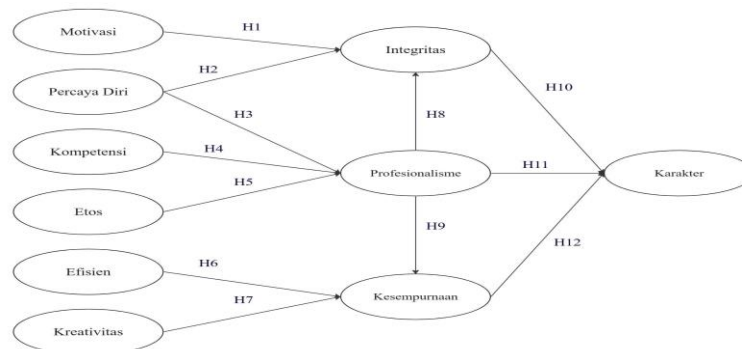 Motivasi
H1
Integritas
H2
Percaya Diri
H3
H8
H10
Kompetensi
H4
Profesionalisme
H11
Karakter
H5
Etos
H9
H12
Efisien
H6
Kesempurnaan
H7
Kreativitas